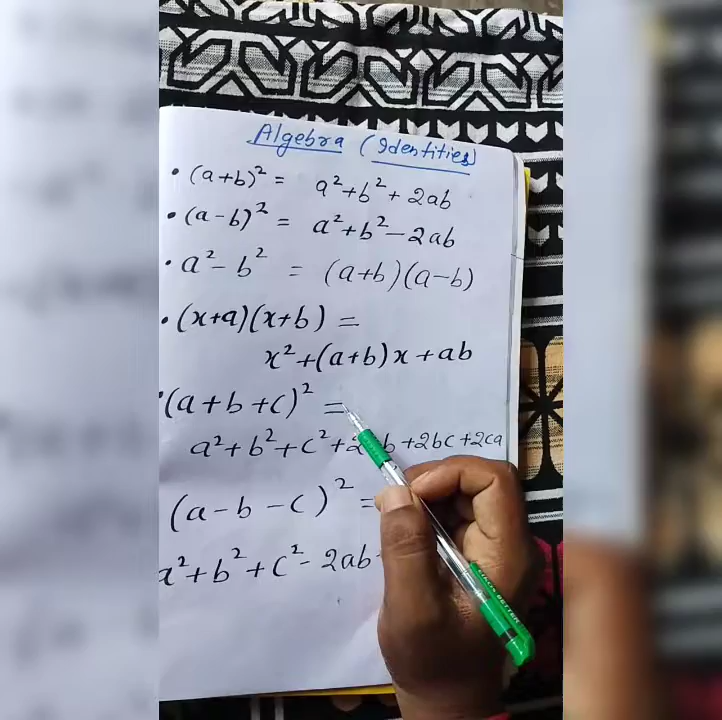 Algebra (Identities)
• (a+b)² = a²+b²+2ab
• (a-b)² = a²+b²-2ab
• a²-b² = (a+b)(a-b)
• (x+a)(x+b) =
x²+(a+b)x+ab
• (a+b+c)² =
a²+b²+c²+2 b+2bc+2ca
(a-b-c)² =
a²+b²+c²-2ab